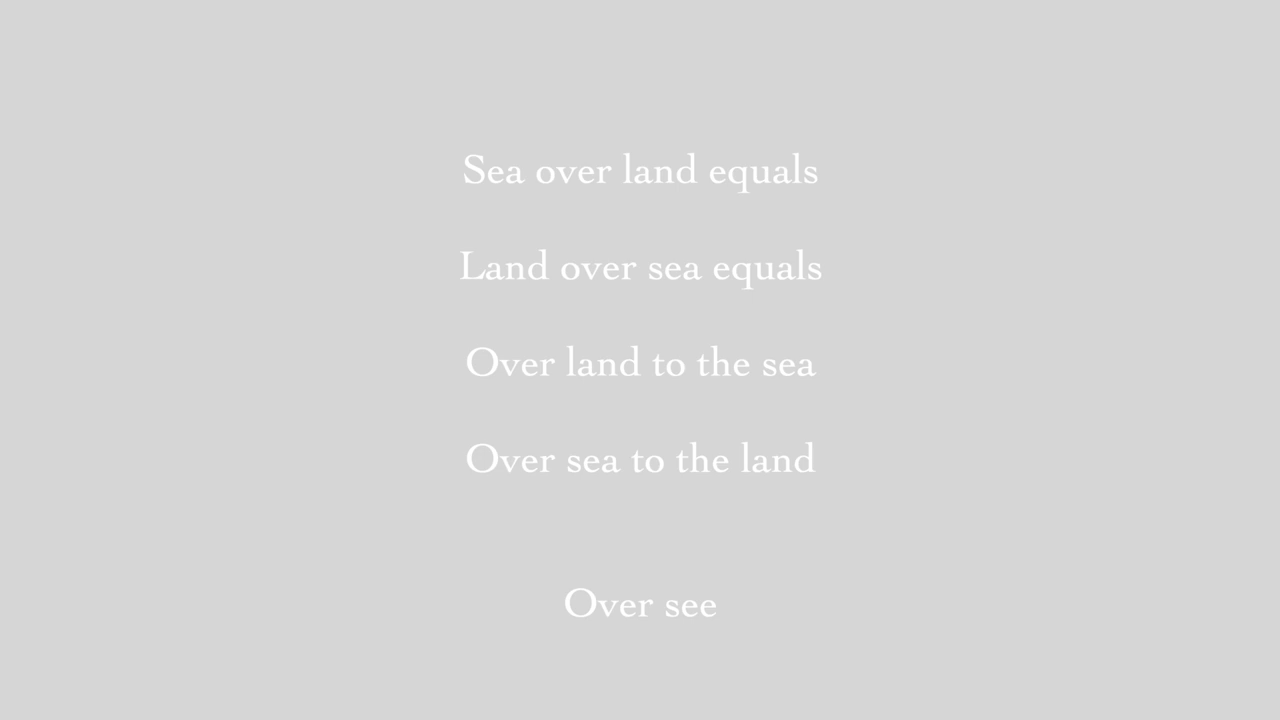 Sea over land equals
Land over sea equals
Over land to the sea
Over sea to the land
Over see